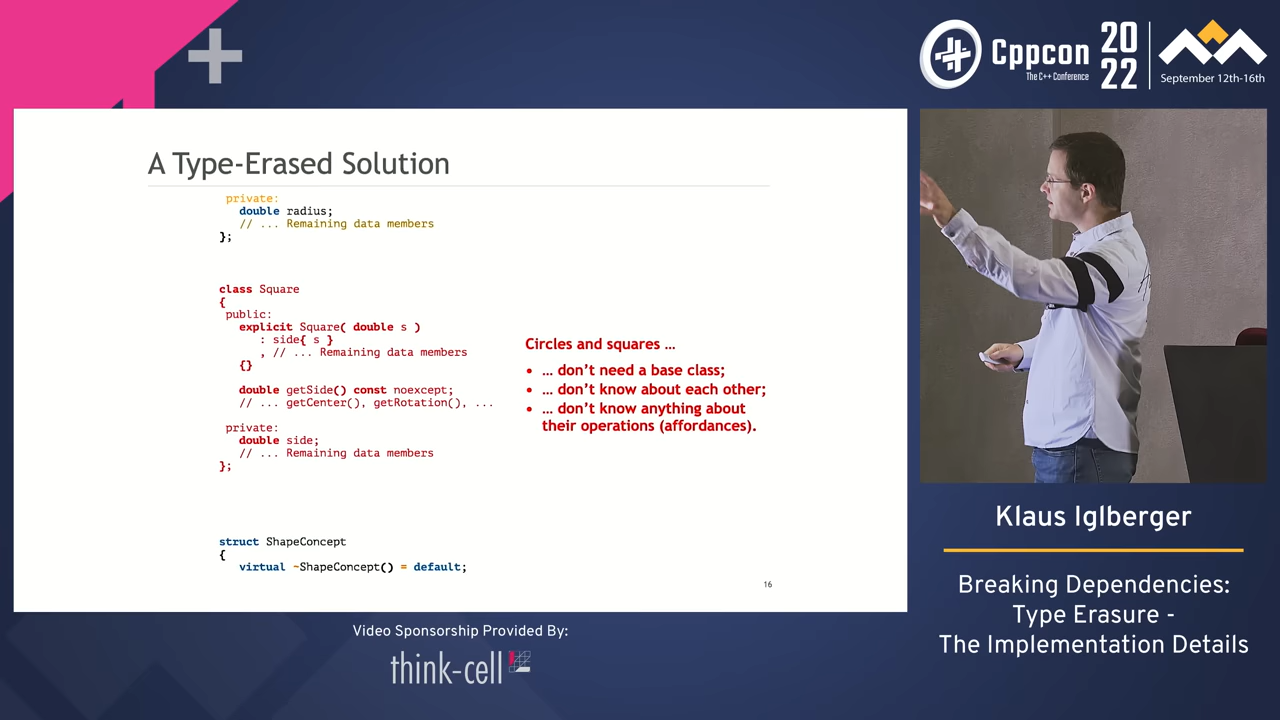 Cppcon
The C++ Conference
20
22
September 12th-16th
A Type-Erased Solution
private:
double radius;
// ... Remaining data members
};
class Square
{
public:
explicit Square( double s )
: side{ s }
, // ... Remaining data members
{}
double getSide() const noexcept;
// ... getCenter(), getRotation(), ...
private:
double side;
// ... Remaining data members
};
Circles and squares …
• … don’t need a base class;
• … don’t know about each other;
• … don’t know anything about
their operations (affordances).
struct ShapeConcept
{
virtual ~ShapeConcept() = default;
16
Klaus Iglberger
Breaking Dependencies:
Type Erasure -
The Implementation Details
Video Sponsorship Provided By:
think-cell